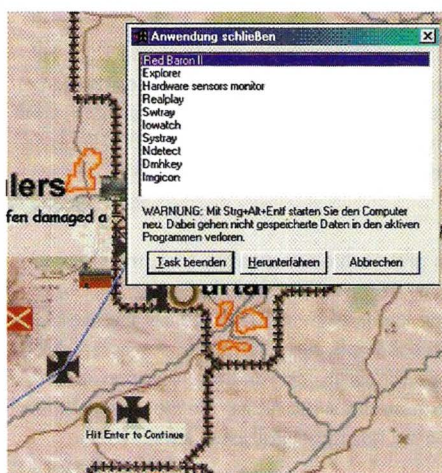 Anwendung schließen
Red Baron II
Explorer
Hardware sensors monitor
Realplay
Swtray
Iowatch
Systray
Ndetect
Dmhkey
Imgicon
WARNUNG: Mit Strg+Alt+Entf starten Sie den Computer
neu. Dabei gehen nicht gespeicherte Daten in den aktiven
Programmen verloren.
Task beenden Herunterfahren Abbrechen
lers
fen damaged a
urtal
Hit Enter to Continue